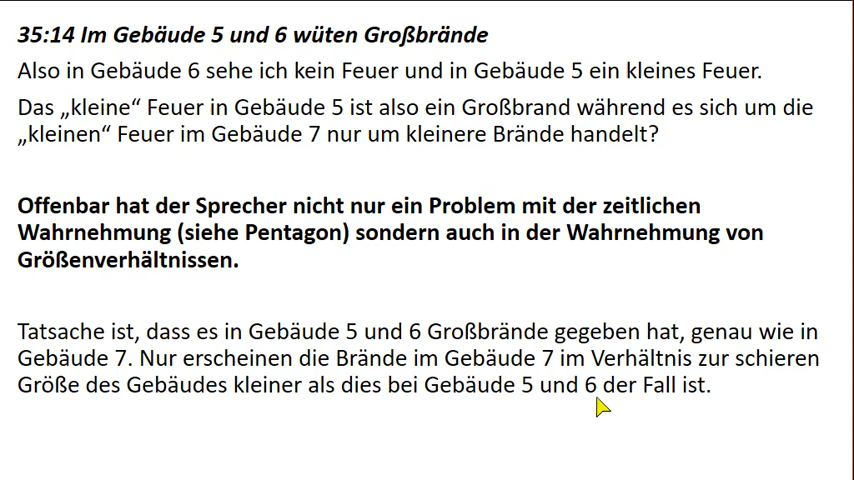 35:14 Im Gebäude 5 und 6 wüten Großbrände
Also in Gebäude 6 sehe ich kein Feuer und in Gebäude 5 ein kleines Feuer.
Das „kleine“ Feuer in Gebäude 5 ist also ein Großbrand während es sich um die
„kleinen“ Feuer im Gebäude 7 nur um kleinere Brände handelt?
Offenbar hat der Sprecher nicht nur ein Problem mit der zeitlichen
Wahrnehmung (siehe Pentagon) sondern auch in der Wahrnehmung von
Größenverhältnissen.
Tatsache ist, dass es in Gebäude 5 und 6 Großbrände gegeben hat, genau wie in
Gebäude 7. Nur erscheinen die Brände im Gebäude 7 im Verhältnis zur schieren
Größe des Gebäudes kleiner als dies bei Gebäude 5 und 6 der Fall ist.